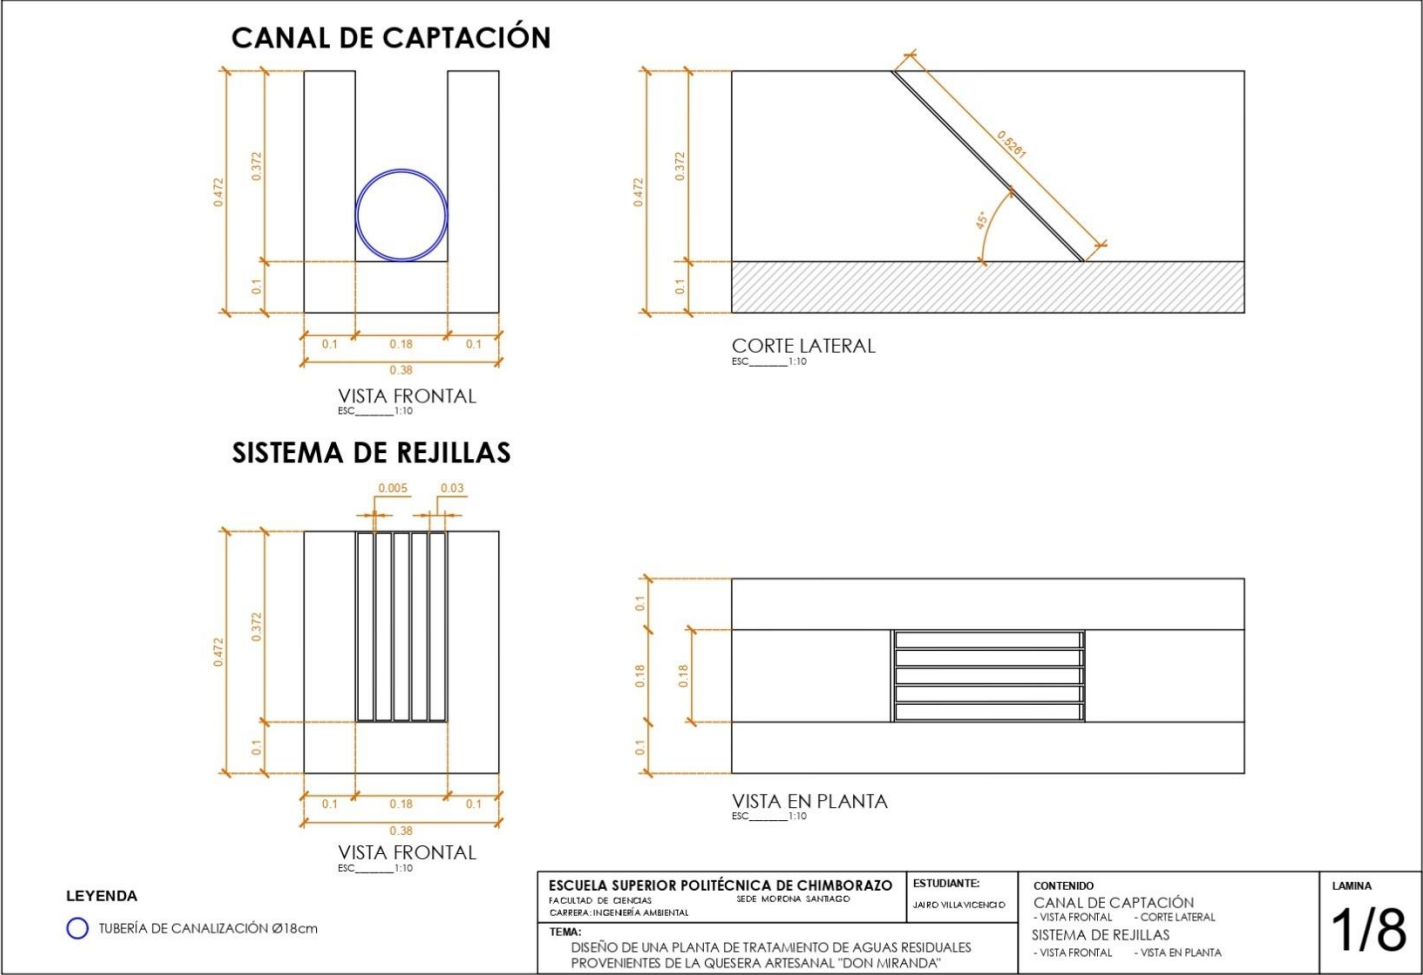 CANAL DE CAPTACIÓN
0.472
0.372
0.1
0.1
0.18
0.1
0.38
VISTA FRONTAL
ESC_______1:10
0.472
0.372
0.1
0.5261
45°
CORTE LATERAL
ESC_______1:10
SISTEMA DE REJILLAS
0.005
0.03
0.472
0.372
0.1
0.1
0.18
0.1
0.38
VISTA FRONTAL
ESC_______1:10
0.1
0.18
0.18
0.1
VISTA EN PLANTA
ESC_______1:10
LEYENDA
TUBERÍA DE CANALIZACIÓN Ø18cm
ESCUELA SUPERIOR POLITÉCNICA DE CHIMBORAZO
FACULTAD DE CIENCIAS SEDE MORONA SANTIAGO
CARRERA: INGENIERÍA AMBIENTAL
TEMA:
DISEÑO DE UNA PLANTA DE TRATAMIENTO DE AGUAS RESIDUALES
PROVENIENTES DE LA QUESERA ARTESANAL "DON MIRANDA"
ESTUDIANTE:
JAIRO VILLAVICENCIO
CONTENIDO
CANAL DE CAPTACIÓN
- VISTA FRONTAL - CORTE LATERAL
SISTEMA DE REJILLAS
- VISTA FRONTAL - VISTA EN PLANTA
LAMINA
1/8